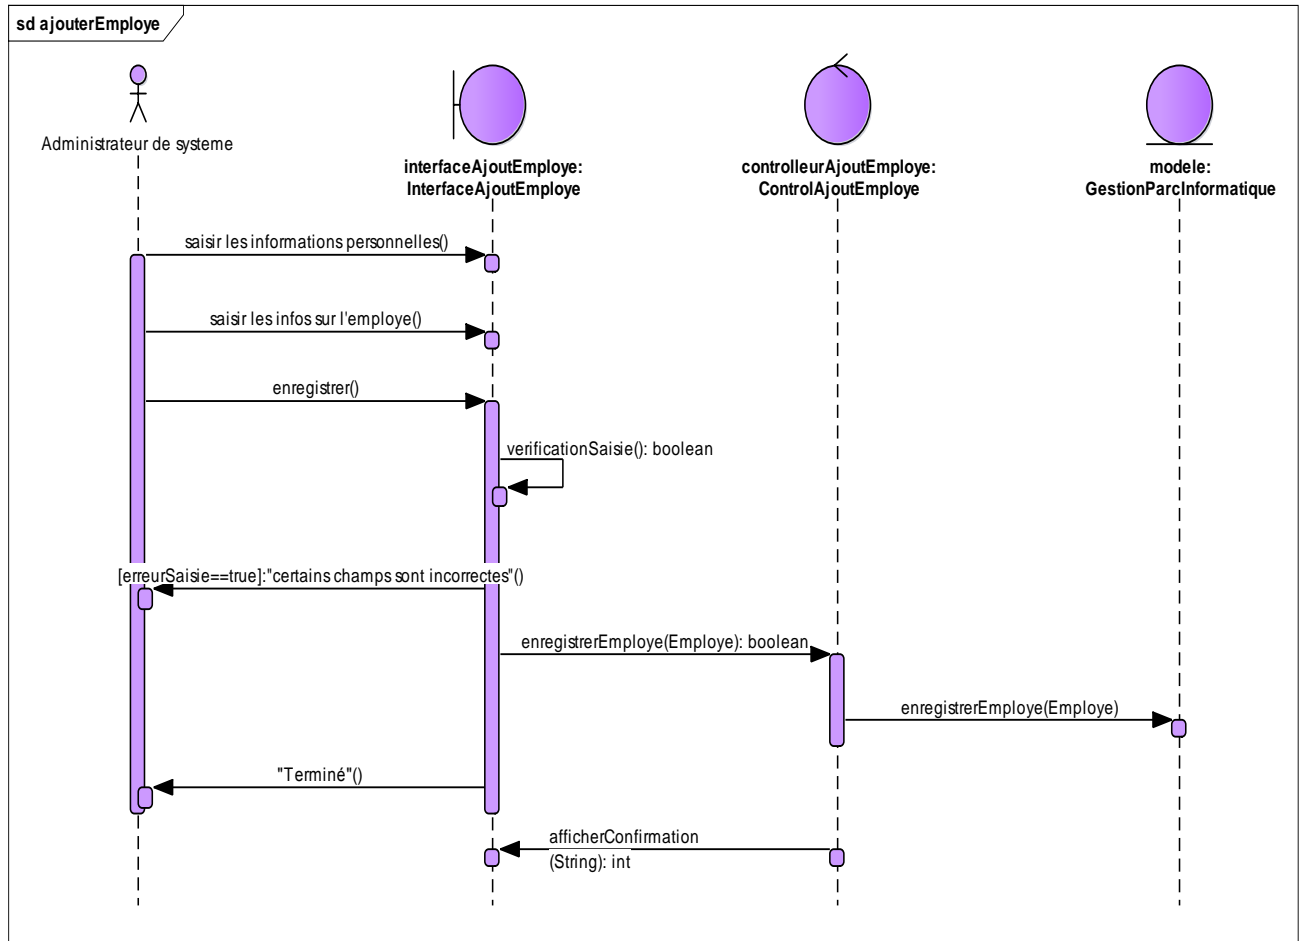 sd ajouterEmploye
Administrateur de systeme
interfaceAjoutEmploye:
InterfaceAjoutEmploye
controlleurAjoutEmploye:
ControlAjoutEmploye
modele:
GestionParcInformatique
saisir les informations personnelles()
saisir les infos sur l'employe()
enregistrer()
verificationSaisie(): boolean
[erreurSaisie==true]:"certains champs sont incorrectes"()
enregistrerEmploye(Employe): boolean
enregistrerEmploye(Employe)
"Terminé"()
afficherConfirmation
(String): int